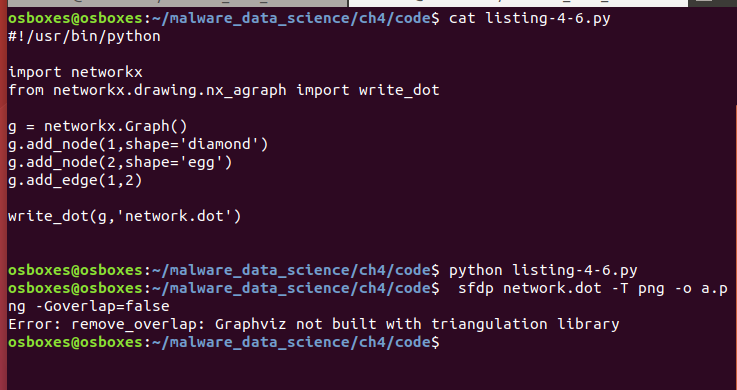 osboxes@osboxes:~/malware_data_science/ch4/code$ cat listing-4-6.py
#!/usr/bin/python
import networkx
from networkx.drawing.nx_agraph import write_dot
g = networkx.Graph()
g.add_node(1,shape='diamond')
g.add_node(2,shape='egg')
g.add_edge(1,2)
write_dot(g,'network.dot')
osboxes@osboxes:~/malware_data_science/ch4/code$ python listing-4-6.py
osboxes@osboxes:~/malware_data_science/ch4/code$  sfdp network.dot -T png -o a.p
ng -Goverlap=false
Error: remove_overlap: Graphviz not built with triangulation library
osboxes@osboxes:~/malware_data_science/ch4/code$